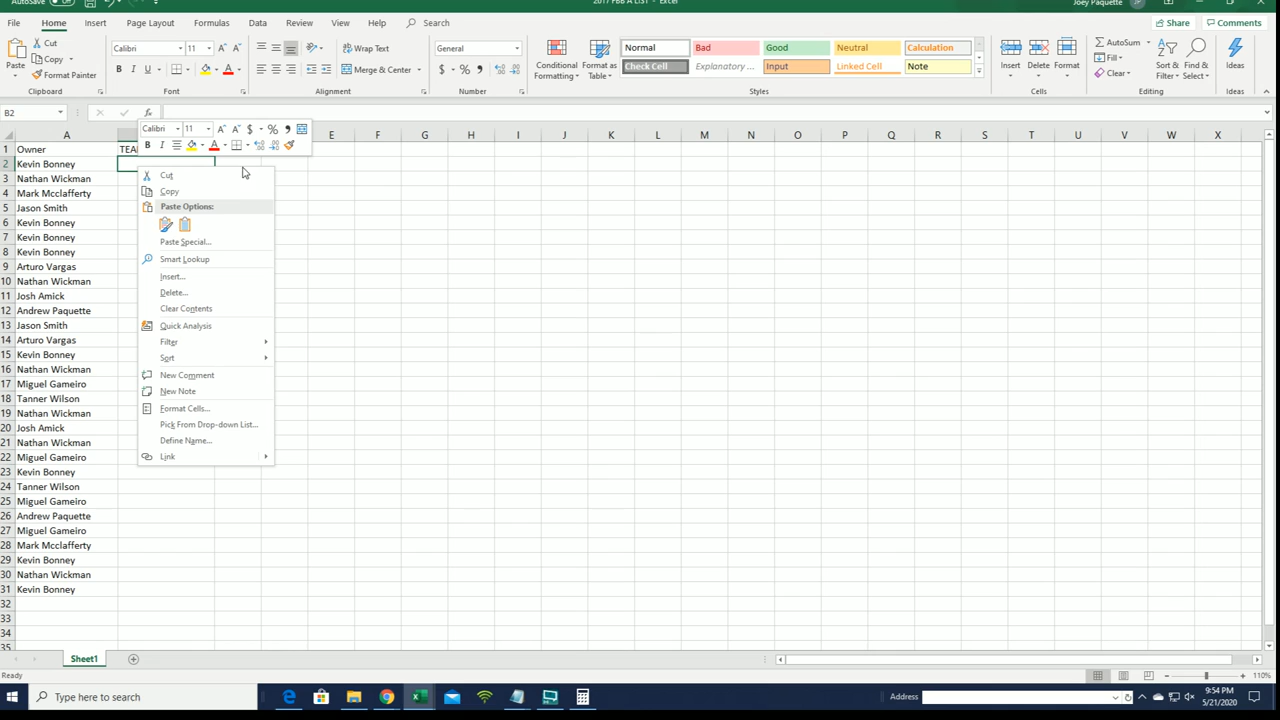 AutoSave Off 2017 FBB A LIST - Excel Joey Paquette JP
File Home Insert Page Layout Formulas Data Review View Help Search Share Comments
Paste Cut Copy Format Painter Clipboard
Calibri 11 B I U Font
Wrap Text Merge & Center Alignment
General $ % Number
Conditional Formatting Format as Table
Normal Bad Good Neutral Calculation
Check Cell Explanatory ... Input Linked Cell Note
Styles
Insert Delete Format Cells
AutoSum Fill Clear Sort & Filter Find & Select Ideas
Editing Ideas
B2 fx
Calibri 11 $ %
B I
A E F G H I J K L M N O P Q R S T U V W X
1 Owner TEA
2 Kevin Bonney
3 Nathan Wickman
4 Mark Mcclafferty
5 Jason Smith
6 Kevin Bonney
7 Kevin Bonney
8 Kevin Bonney
9 Arturo Vargas
10 Nathan Wickman
11 Josh Amick
12 Andrew Paquette
13 Jason Smith
14 Arturo Vargas
15 Kevin Bonney
16 Nathan Wickman
17 Miguel Gameiro
18 Tanner Wilson
19 Nathan Wickman
20 Josh Amick
21 Nathan Wickman
22 Miguel Gameiro
23 Kevin Bonney
24 Tanner Wilson
25 Miguel Gameiro
26 Andrew Paquette
27 Miguel Gameiro
28 Mark Mcclafferty
29 Kevin Bonney
30 Nathan Wickman
31 Kevin Bonney
32
33
34
35
Cut
Copy
Paste Options:
Paste Special...
Smart Lookup
Insert...
Delete...
Clear Contents
Quick Analysis
Filter
Sort
New Comment
New Note
Format Cells...
Pick From Drop-down List...
Define Name...
Link
Sheet1
Ready 110%
Type here to search Address 9:54 PM
5/21/2020